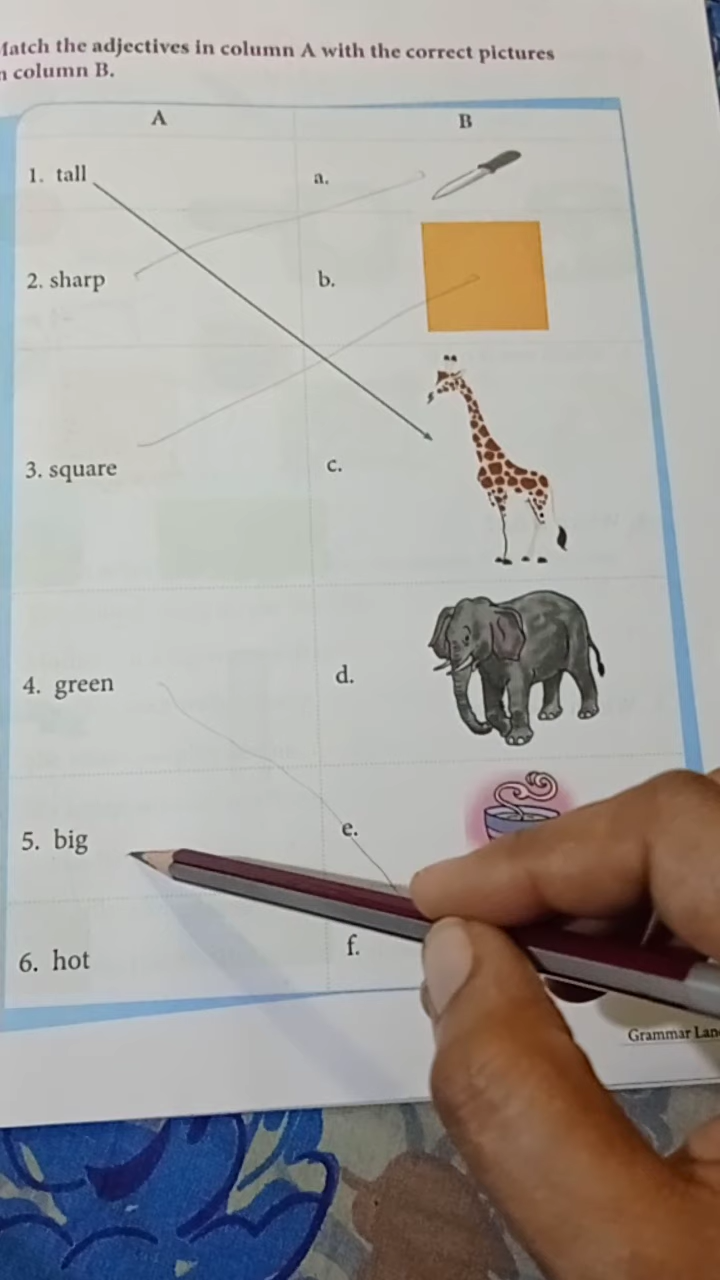 Match the adjectives in column A with the correct pictures
column B.
A B
1. tall a.
2. sharp b.
3. square c.
4. green d.
5. big e.
6. hot f.
Grammar